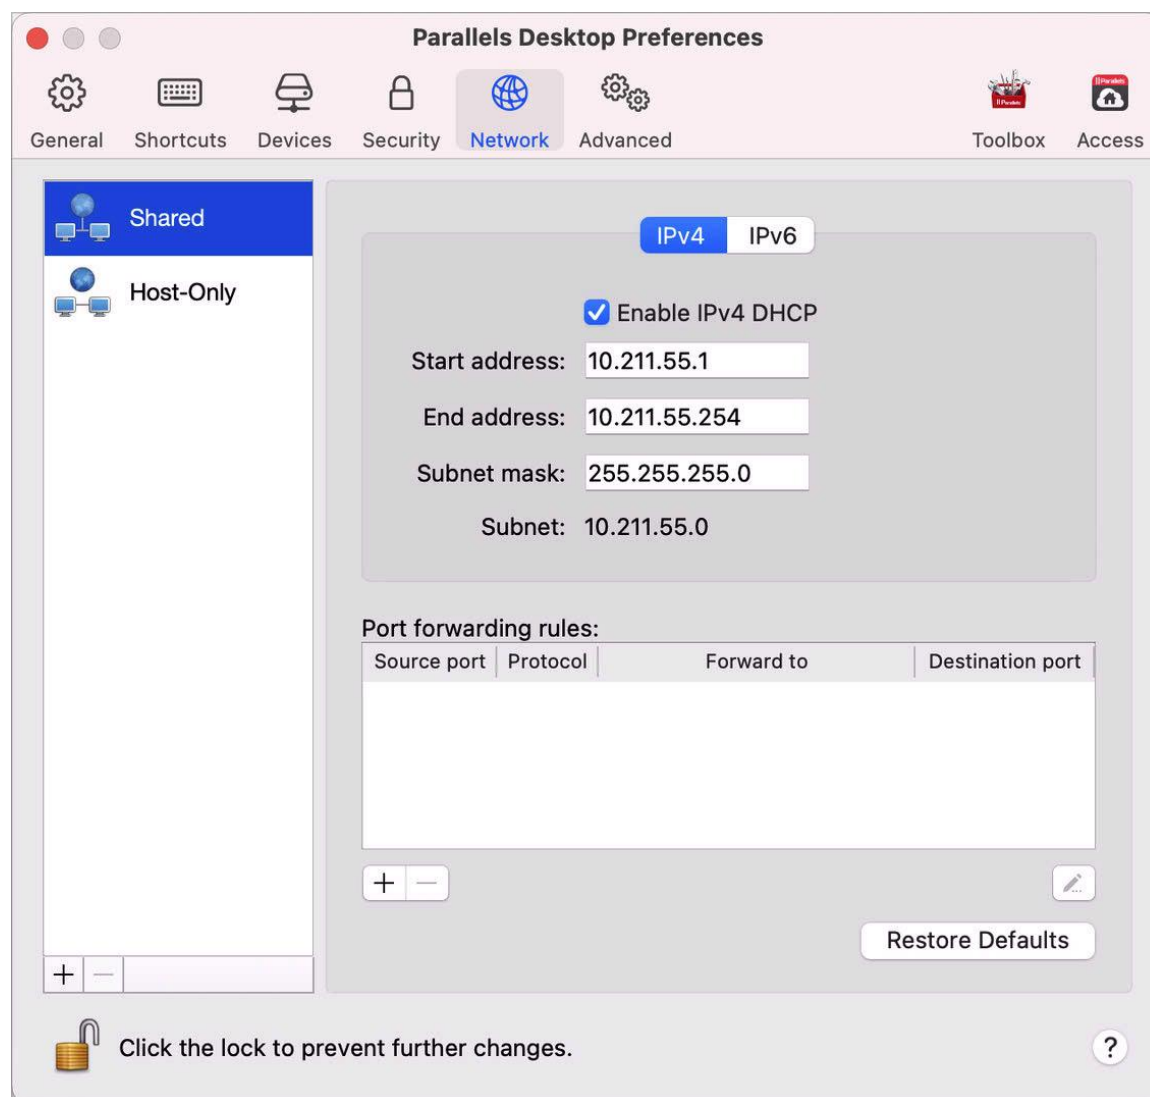 Parallels Desktop Preferences
General Shortcuts Devices Security Network Advanced Toolbox Access
Shared
Host-Only
IPv4 IPv6
Enable IPv4 DHCP
Start address: 10.211.55.1
End address: 10.211.55.254
Subnet mask: 255.255.255.0
Subnet: 10.211.55.0
Port forwarding rules:
Source port Protocol Forward to Destination port
Restore Defaults
Click the lock to prevent further changes.
?